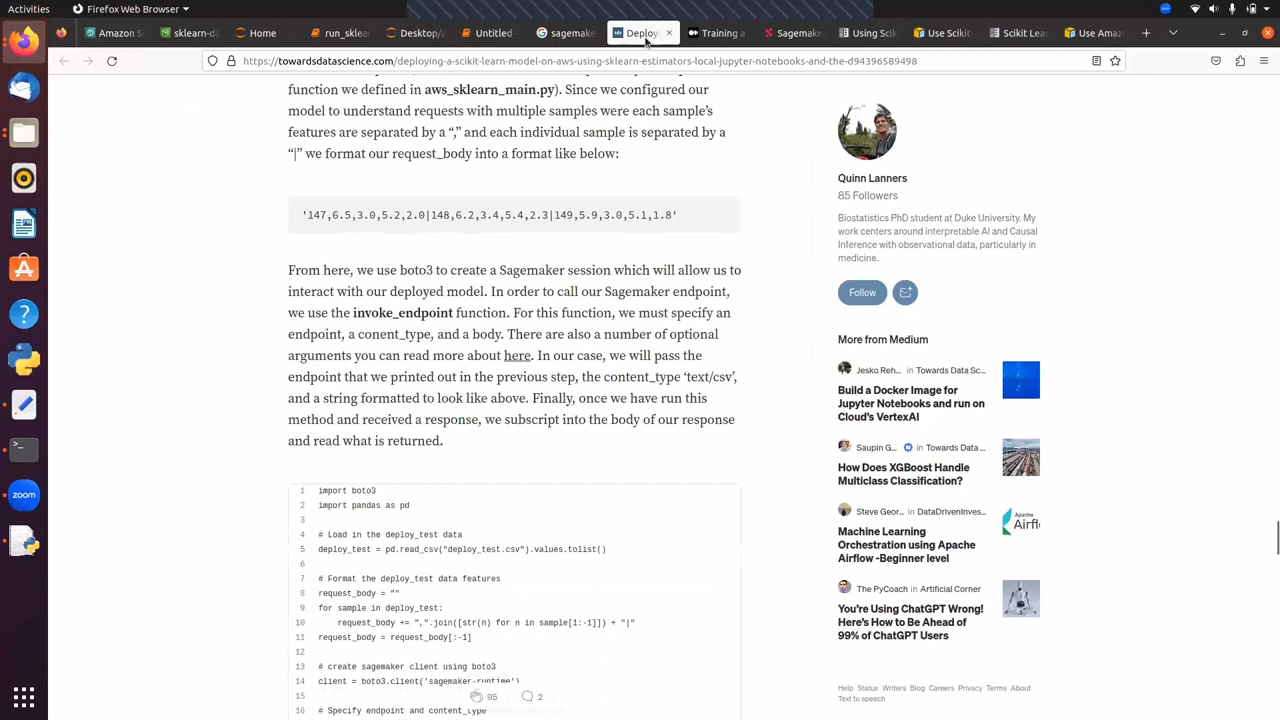 Activities
Firefox Web Browser
Amazon S
Home
run_sklea
Desktop/a
Untitled
sagemake
Deploy
Training a
Sagemak
Using Sci
Use Scikit
Scikit Lea
Use Amaz
https://towardsdatascience.com/deploying-a-scikit-learn-model-on-aws-using-sklearn-estimators-local-jupyter-notebooks-and-the-d94396589498
function we defined in aws_sklearn_main.py). Since we configured our
model to understand requests with multiple samples were each sample's
features are separated by a “,” and each individual sample is separated by a
“|” we format our request_body into a format like below:
'147,6.5,3.0,5.2,2.0|148,6.2,3.4,5.4,2.3|149,5.9,3.0,5.1,1.8'
From here, we use boto3 to create a Sagemaker session which will allow us to
interact with our deployed model. In order to call our Sagemaker endpoint,
we use the invoke_endpoint function. For this function, we must specify an
endpoint, a conent_type, and a body. There are also a number of optional
arguments you can read more about here. In our case, we will pass the
endpoint that we printed out in the previous step, the content_type ‘text/csv’,
and a string formatted to look like above. Finally, once we have run this
method and received a response, we subscript into the body of our response
and read what is returned.
1 import boto3
2 import pandas as pd
3
4 # Load in the deploy_test data
5 deploy_test = pd.read_csv("deploy_test.csv").values.tolist()
6
7 # Format the deploy_test data features
8 request_body = ""
9 for sample in deploy_test:
10 request_body += ",".join([str(n) for n in sample[1:-1]]) + "|"
11 request_body = request_body[:-1]
12
13 # create sagemaker client using boto3
14 client = boto3.client('sagemaker-runtime')
15
16 # Specify endpoint and content_type
95
2
Quinn Lanners
85 Followers
Biostatistics PhD student at Duke University. My
work centers around interpretable AI and Causal
Inference with observational data, particularly in
medicine.
Follow
More from Medium
Jesko Reh... in Towards Data Sc...
Build a Docker Image for
Jupyter Notebooks and run on
Cloud's VertexAI
Saupin G... in Towards Data ...
How Does XGBoost Handle
Multiclass Classification?
Steve Geor... in DataDrivenInves...
Machine Learning
Orchestration using Apache
Airflow -Beginner level
Apache
Airfl
The PyCoach in Artificial Corner
You're Using ChatGPT Wrong!
Here's How to Be Ahead of
99% of ChatGPT Users
Help Status Writers Blog Careers Privacy Terms About
Text to speech
zoom